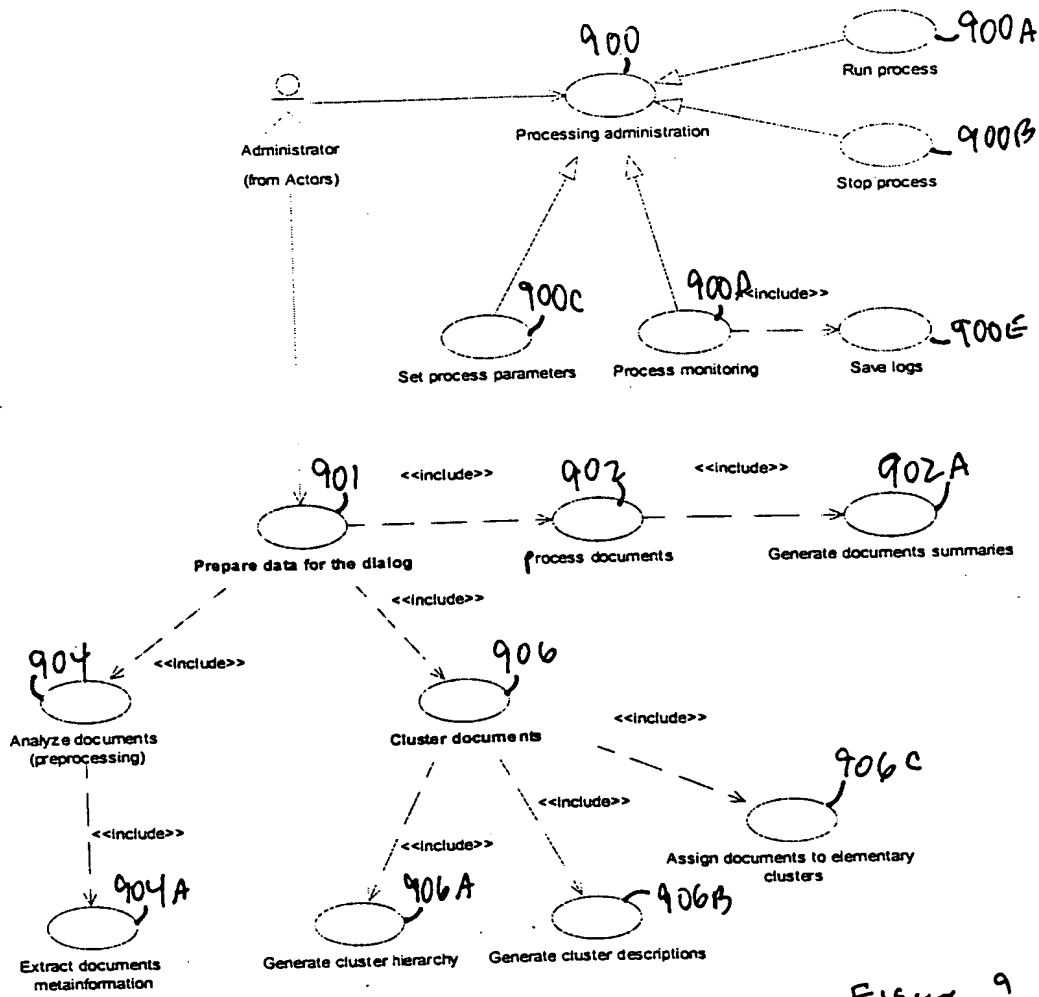 900
900A
Run process
Processing administration
Administrator
(from Actors)
900B
Stop process
900C
900D
<<include>>
900E
Set process parameters
Process monitoring
Save logs
901
<<include>>
902
<<include>>
902A
Prepare data for the dialog
process documents
Generate documents summaries
<<include>>
904
<<include>>
906
<<include>>
Analyze documents
(preprocessing)
Cluster documents
906C
<<include>>
<<include>>
<<include>>
Assign documents to elementary
clusters
904A
906A
906B
Extract documents
metainformation
Generate cluster hierarchy
Generate cluster descriptions
Figure 9